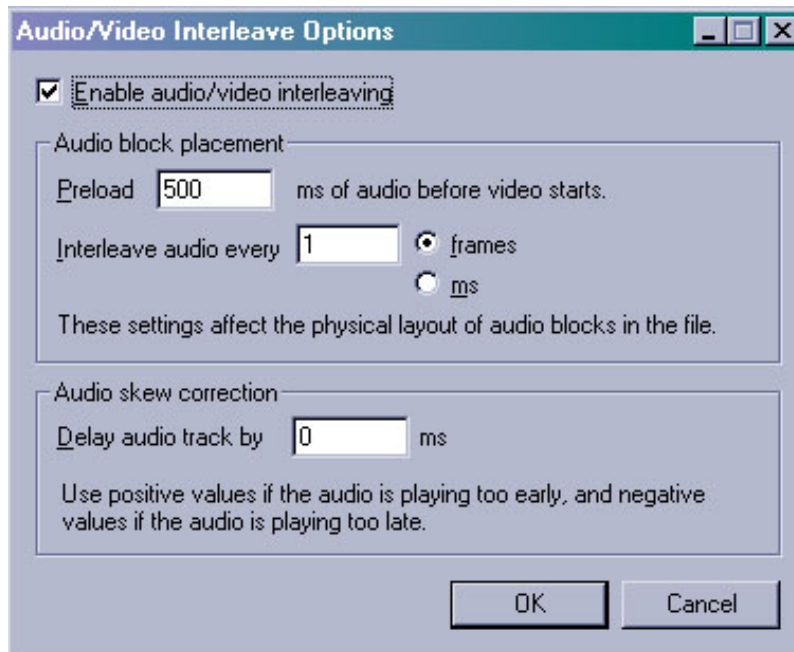 Audio/Video Interleave Options
Enable audio/video interleaving
Audio block placement
Preload 500 ms of audio before video starts.
Interleave audio every 1 frames
ms
These settings affect the physical layout of audio blocks in the file.
Audio skew correction
Delay audio track by 0 ms
Use positive values if the audio is playing too early, and negative
values if the audio is playing too late.
OK Cancel